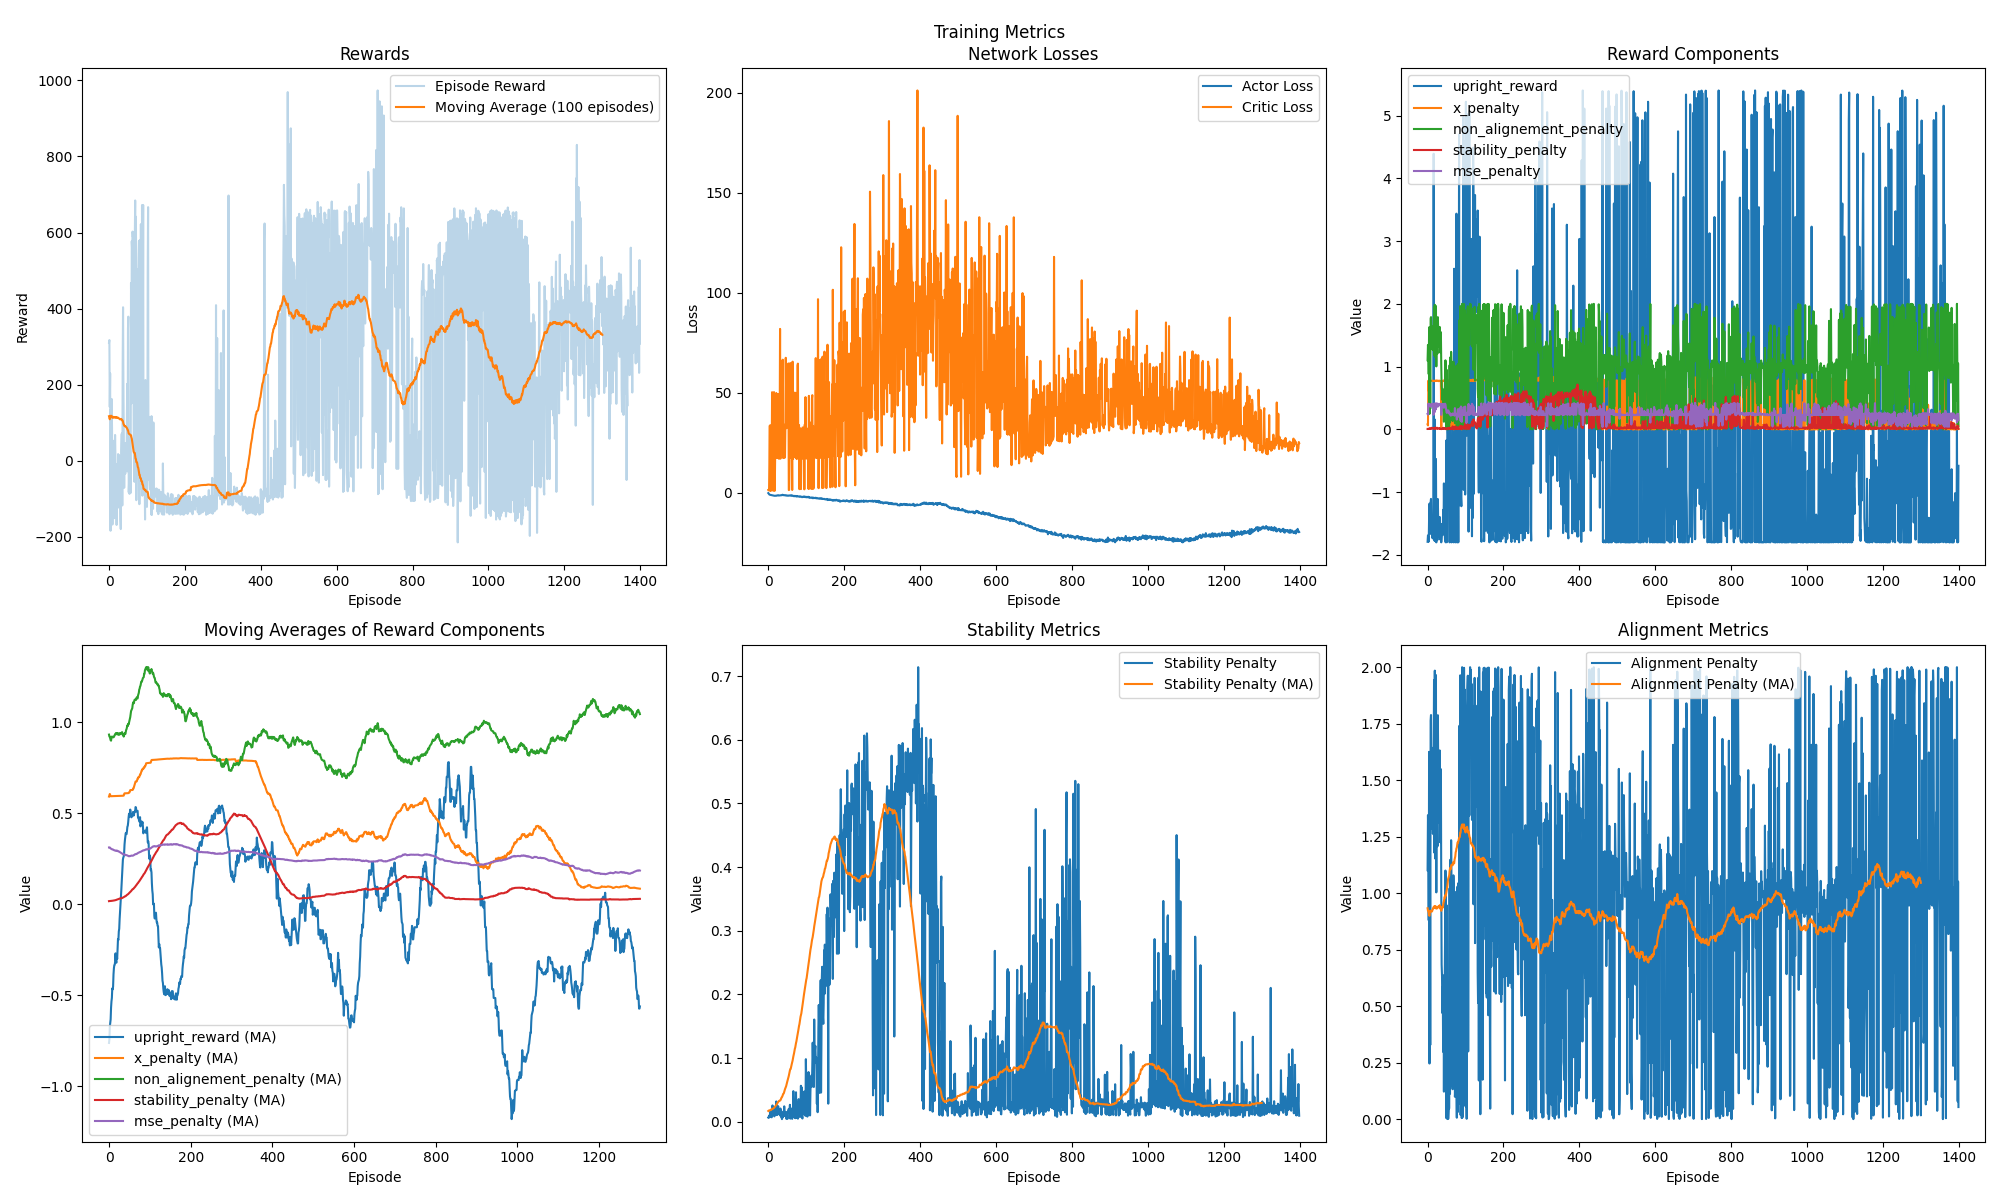 Training Metrics
Rewards
Episode Reward
Moving Average (100 episodes)
1000
800
600
400
200
0
−200
Reward
0 200 400 600 800 1000 1200 1400
Episode
Network Losses
Actor Loss
Critic Loss
200
150
100
50
0
Loss
0 200 400 600 800 1000 1200 1400
Episode
Reward Components
upright_reward
x_penalty
non_alignement_penalty
stability_penalty
mse_penalty
5
4
3
2
1
0
−1
−2
Value
0 200 400 600 800 1000 1200 1400
Episode
Moving Averages of Reward Components
1.0
0.5
0.0
−0.5
−1.0
Value
upright_reward (MA)
x_penalty (MA)
non_alignement_penalty (MA)
stability_penalty (MA)
mse_penalty (MA)
0 200 400 600 800 1000 1200
Episode
Stability Metrics
Stability Penalty
Stability Penalty (MA)
0.7
0.6
0.5
0.4
0.3
0.2
0.1
0.0
Value
0 200 400 600 800 1000 1200 1400
Episode
Alignment Metrics
Alignment Penalty
Alignment Penalty (MA)
2.00
1.75
1.50
1.25
1.00
0.75
0.50
0.25
0.00
Value
0 200 400 600 800 1000 1200 1400
Episode